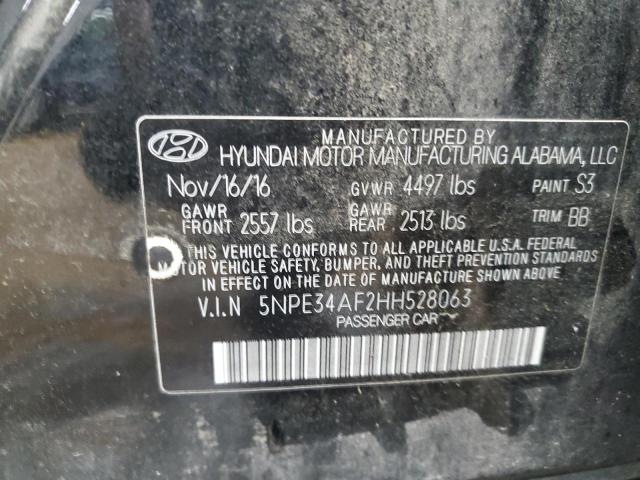 MANUFACTURED BY
HYUNDAI MOTOR MANUFACTURING ALABAMA, LLC
Nov/16/16 GVWR 4497 lbs PAINT S3
GAWR FRONT 2557 lbs GAWR REAR 2513 lbs TRIM BB
THIS VEHICLE CONFORMS TO ALL APPLICABLE U.S.A. FEDERAL
MOTOR VEHICLE SAFETY, BUMPER, AND THEFT PREVENTION STANDARDS
IN EFFECT ON THE DATE OF MANUFACTURE SHOWN ABOVE.
V.I.N 5NPE34AF2HH528063
PASSENGER CAR